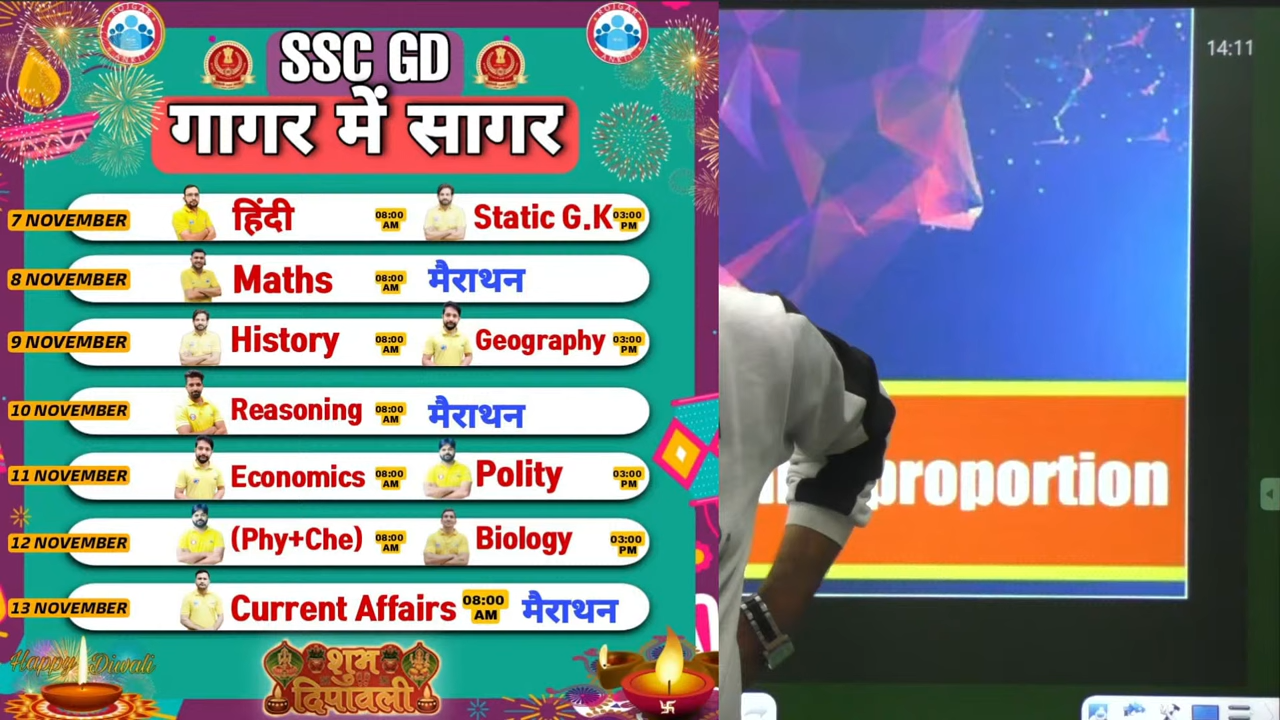 SSC GD
गागर में सागर
7 NOVEMBER हिंदी 08:00 AM Static G.K 03:00 PM
8 NOVEMBER Maths 08:00 AM मैराथन
9 NOVEMBER History 08:00 AM Geography 03:00 PM
10 NOVEMBER Reasoning 08:00 AM मैराथन
11 NOVEMBER Economics 08:00 AM Polity 03:00 PM
12 NOVEMBER (Phy+Che) 08:00 AM Biology 03:00 PM
13 NOVEMBER Current Affairs 08:00 AM मैराथन
Happy Diwali
शुभ
दिपावली
14:11
proportion